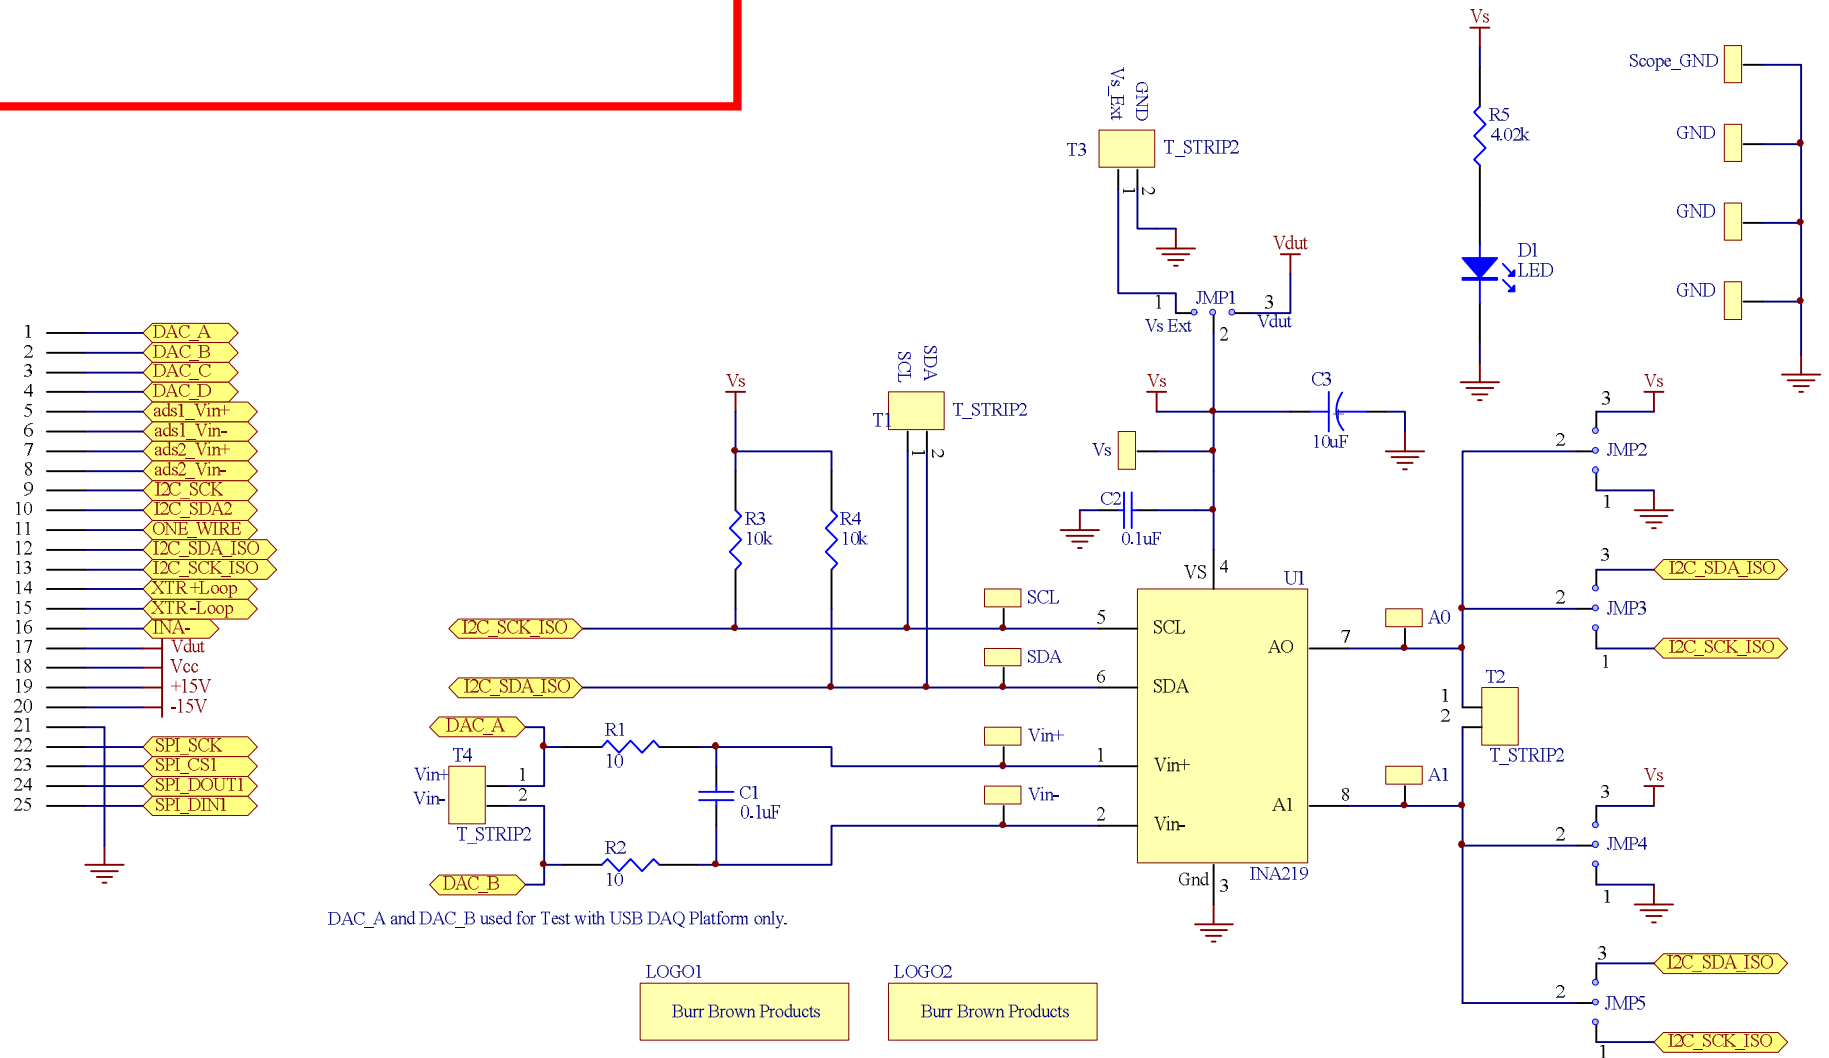 1 DAC_A
2 DAC_B
3 DAC_C
4 DAC_D
5 ads1_Vin+
6 ads1_Vin-
7 ads2_Vin+
8 ads2_Vin-
9 I2C_SCK
10 I2C_SDA2
11 ONE_WIRE
12 I2C_SDA_ISO
13 I2C_SCK_ISO
14 XTR+Loop
15 XTR-Loop
16 INA-
17 Vdut
18 Vcc
19 +15V
20 -15V
21
22 SPI_SCK
23 SPI_CS1
24 SPI_DOUT1
25 SPI_DIN1
Vs
R3
10k
R4
10k
SCL
SDA
T1
T_STRIP2
1
2
I2C_SCK_ISO
I2C_SDA_ISO
DAC_A
T4
Vin+
Vin-
1
2
T_STRIP2
DAC_B
R1
10
R2
10
C1
0.1uF
DAC_A and DAC_B used for Test with USB DAQ Platform only.
LOGO1
Burr Brown Products
LOGO2
Burr Brown Products
Vs_Ext
GND
T3
T_STRIP2
1
2
Vdut
1
JMP1
3
Vs Ext
Vdut
2
Vs
C3
10uF
Vs
C2
0.1uF
VS
4
U1
SCL
5
SCL
SDA
6
SDA
Vin+
1
Vin+
Vin-
2
Vin-
AO
7
A0
A1
8
A1
Gnd
3
INA219
Vs
R5
4.02k
D1
LED
Scope_GND
GND
GND
GND
Vs
3
2
JMP2
1
3
I2C_SDA_ISO
2
JMP3
I2C_SCK_ISO
1
T2
1
2
T_STRIP2
Vs
3
2
JMP4
1
3
I2C_SDA_ISO
2
JMP5
I2C_SCK_ISO
1